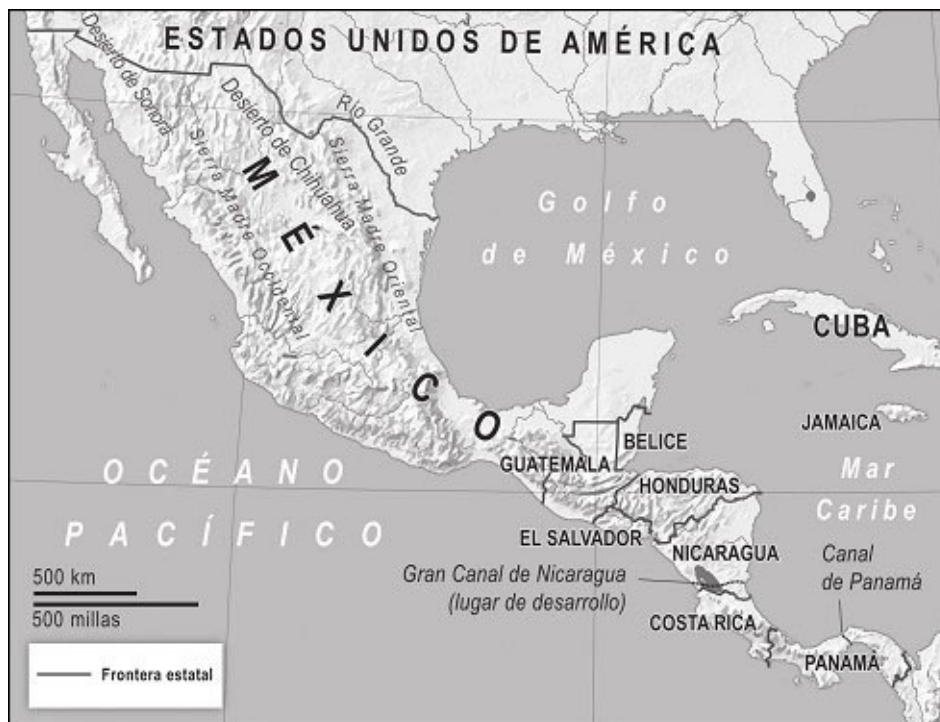 ESTADOS UNIDOS DE AMÉRICA
Desierto de Sonora
Desierto de Chihuahua
Río Grande
Sierra Madre Occidental
Sierra Madre Oriental
MÉXICO
Golfo
de México
CUBA
JAMAICA
BELICE
GUATEMALA
HONDURAS
Mar
Caribe
OCÉANO
PACÍFICO
EL SALVADOR
NICARAGUA
Canal
de Panamá
Gran Canal de Nicaragua
(lugar de desarrollo)
COSTA RICA
PANAMÁ
500 km
500 millas
Frontera estatal